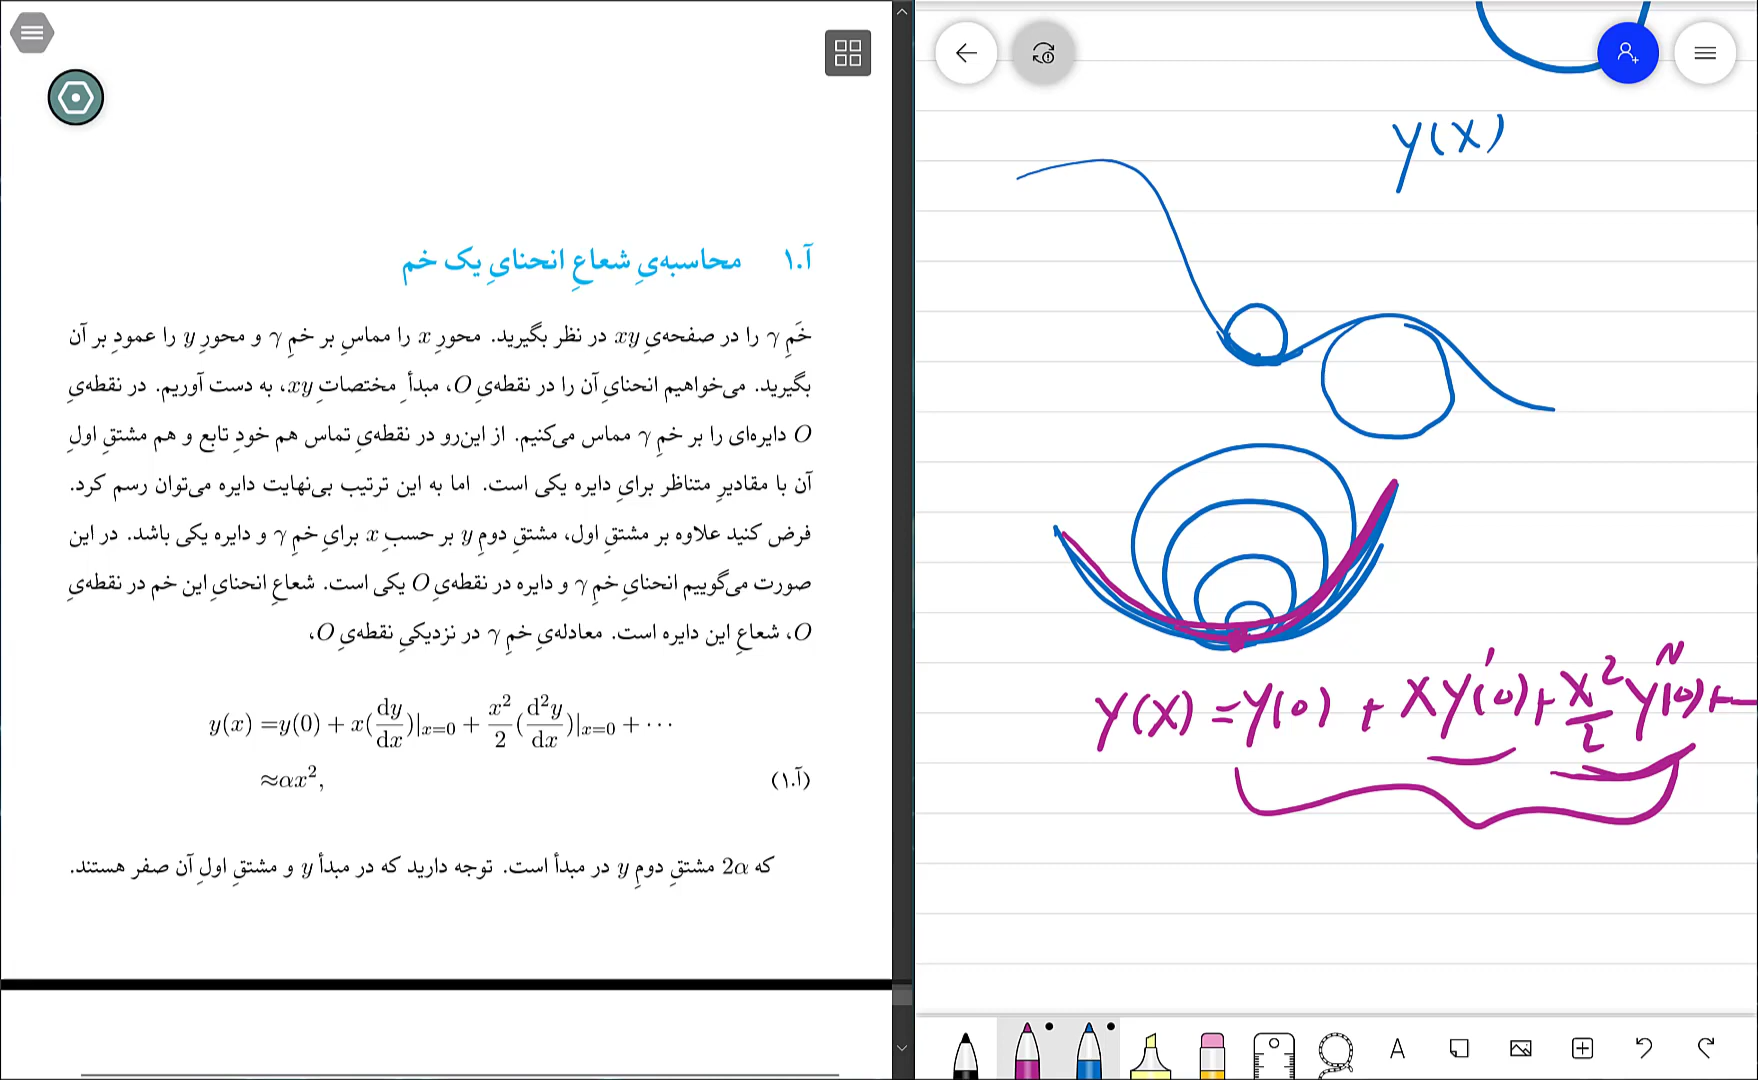 آ.۱ محاسبه‌یِ شعاعِ انحنایِ یک خم
خَمِ γ را در صفحه‌یِ xy در نظر بگیرید. محورِ x را مماسِ بر خمِ γ و محورِ y را عمودِ بر آن
بگیرید. می‌خواهیم انحنایِ آن را در نقطه‌یِ O، مبدأِ مختصاتِ xy، به دست آوریم. در نقطه‌یِ
O دایره‌ای را بر خمِ γ مماس می‌کنیم. از این‌رو در نقطه‌یِ تماس هم خودِ تابع و هم مشتقِ اولِ
آن با مقادیرِ متناظر برایِ دایره یکی است. اما به این ترتیب بی‌نهایت دایره می‌توان رسم کرد.
فرض کنید علاوه بر مشتقِ اول، مشتقِ دومِ y بر حسبِ x برایِ خمِ γ و دایره یکی باشد. در این
صورت می‌گوییم انحنایِ خمِ γ و دایره در نقطه‌یِ O یکی است. شعاعِ انحنایِ این خم در نقطه‌یِ
O، شعاعِ این دایره است. معادله‌یِ خمِ γ در نزدیکیِ نقطه‌یِ O،
y(x) =y(0) + x(dy/dx)|x=0 + x²/2(d²y/dx)|x=0 + ···
≈αx², (آ.۱)
که 2α مشتقِ دومِ y در مبدأ است. توجه دارید که در مبدأ y و مشتقِ اولِ آن صفر هستند.
y(x)
y(x) = y(0) + xy'(0) + x²/2 y''(0) + —
A